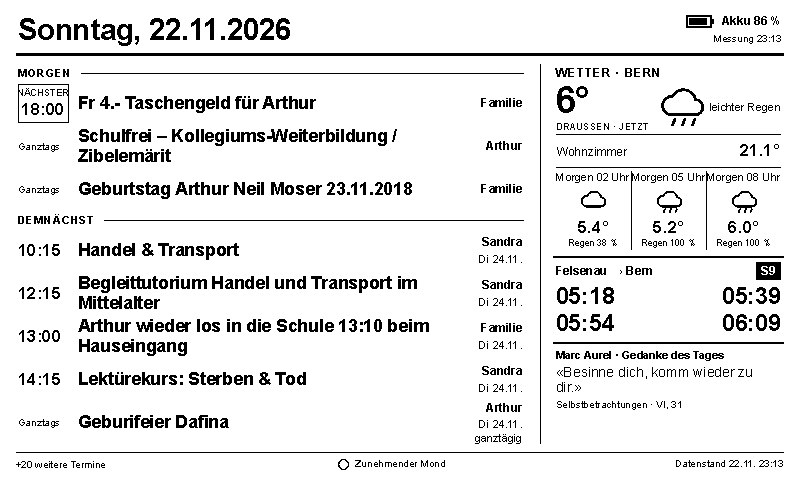 Sonntag, 22.11.2026
Akku 86 %
Messung 23:13
MORGEN
NÄCHSTER
18:00
Fr 4.- Taschengeld für Arthur
Familie
Ganztags
Schulfrei – Kollegiums-Weiterbildung /
Zibelemärit
Arthur
Ganztags
Geburtstag Arthur Neil Moser 23.11.2018
Familie
DEMNÄCHST
10:15
Handel & Transport
Sandra
Di 24.11.
12:15
Begleittutorium Handel und Transport im
Mittelalter
Sandra
Di 24.11.
13:00
Arthur wieder los in die Schule 13:10 beim
Hauseingang
Familie
Di 24.11.
14:15
Lektürekurs: Sterben & Tod
Sandra
Di 24.11.
Ganztags
Geburifeier Dafina
Arthur
Di 24.11.
ganztägig
WETTER · BERN
6°
leichter Regen
DRAUSSEN · JETZT
Wohnzimmer 21.1°
Morgen 02 Uhr Morgen 05 Uhr Morgen 08 Uhr
5.4° 5.2° 6.0°
Regen 38 % Regen 100 % Regen 100 %
Felsenau › Bern S9
05:18 05:39
05:54 06:09
Marc Aurel · Gedanke des Tages
«Besinne dich, komm wieder zu
dir.»
Selbstbetrachtungen · VI, 31
+20 weitere Termine
Zunehmender Mond
Datenstand 22.11. 23:13